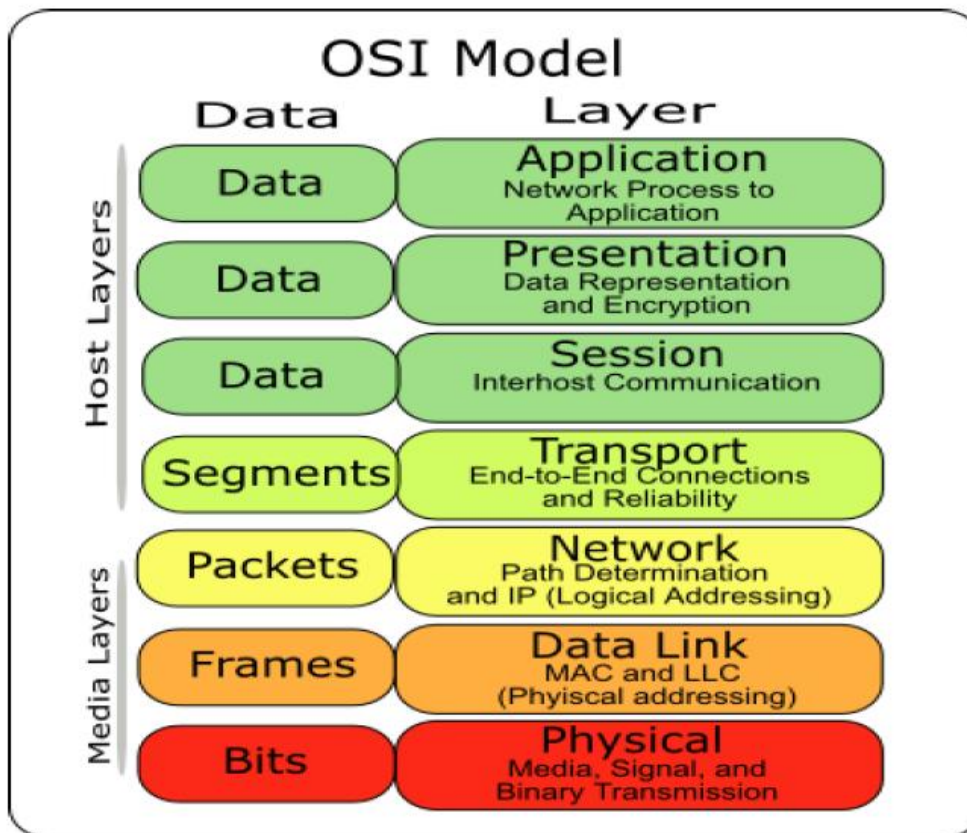 OSI Model
Data Layer
Host Layers
Data Application
Network Process to
Application
Data Presentation
Data Representation
and Encryption
Data Session
Interhost Communication
Segments Transport
End-to-End Connections
and Reliability
Media Layers
Packets Network
Path Determination
and IP (Logical Addressing)
Frames Data Link
MAC and LLC
(Phyiscal addressing)
Bits Physical
Media, Signal, and
Binary Transmission